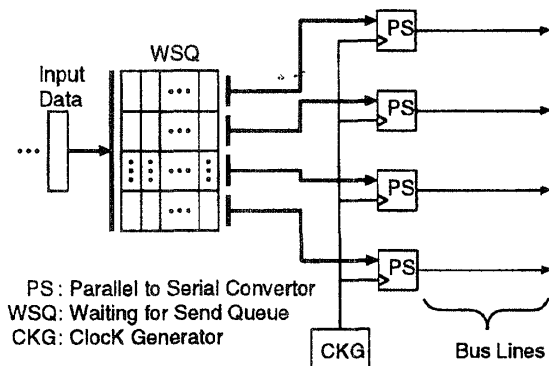 WSQ
Input
Data
PS
PS
PS
PS
PS : Parallel to Serial Convertor
WSQ: Waiting for Send Queue
CKG: ClocK Generator
CKG
Bus Lines